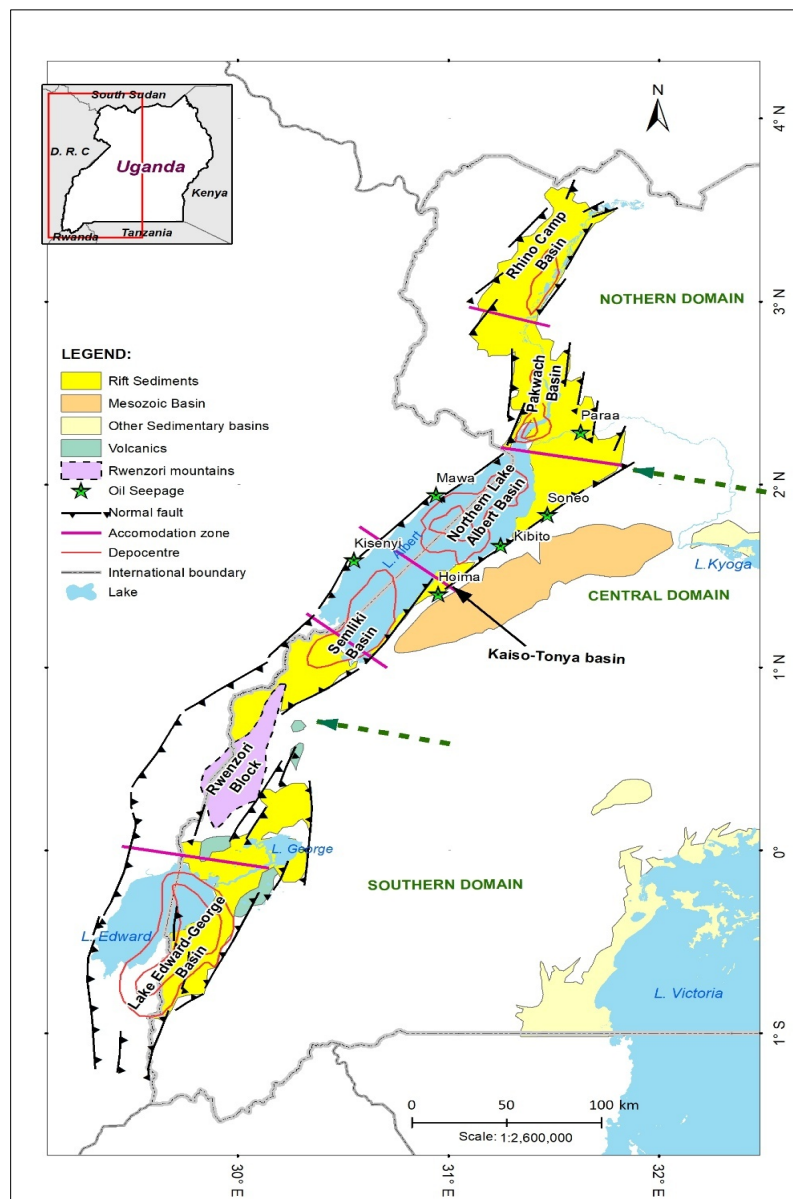 South Sudan
D. R. C
Uganda
Kenya
Rwanda
Tanzania
N
4°N
3°N
2°N
1°N
0°
1°S
Rhino Camp
Basin
NOTHERN DOMAIN
LEGEND:
Rift Sediments
Mesozoic Basin
Other Sedimentary basins
Volcanics
Rwenzori mountains
Oil Seepage
Normal fault
Accomodation zone
Depocentre
International boundary
Lake
Pakwach
Basin
Paraa
Mawa
Northern Lake
Albert Basin
Soneo
Kisenyi
L. Albert
Kibito
L.Kyoga
Hoima
CENTRAL DOMAIN
Semliki
Basin
Kaiso-Tonya basin
Rwenzori
Block
L. George
SOUTHERN DOMAIN
L. Edward
Lake Edward-George
Basin
L. Victoria
0 50 100 km
Scale: 1:2,600,000
30°E 31°E 32°E